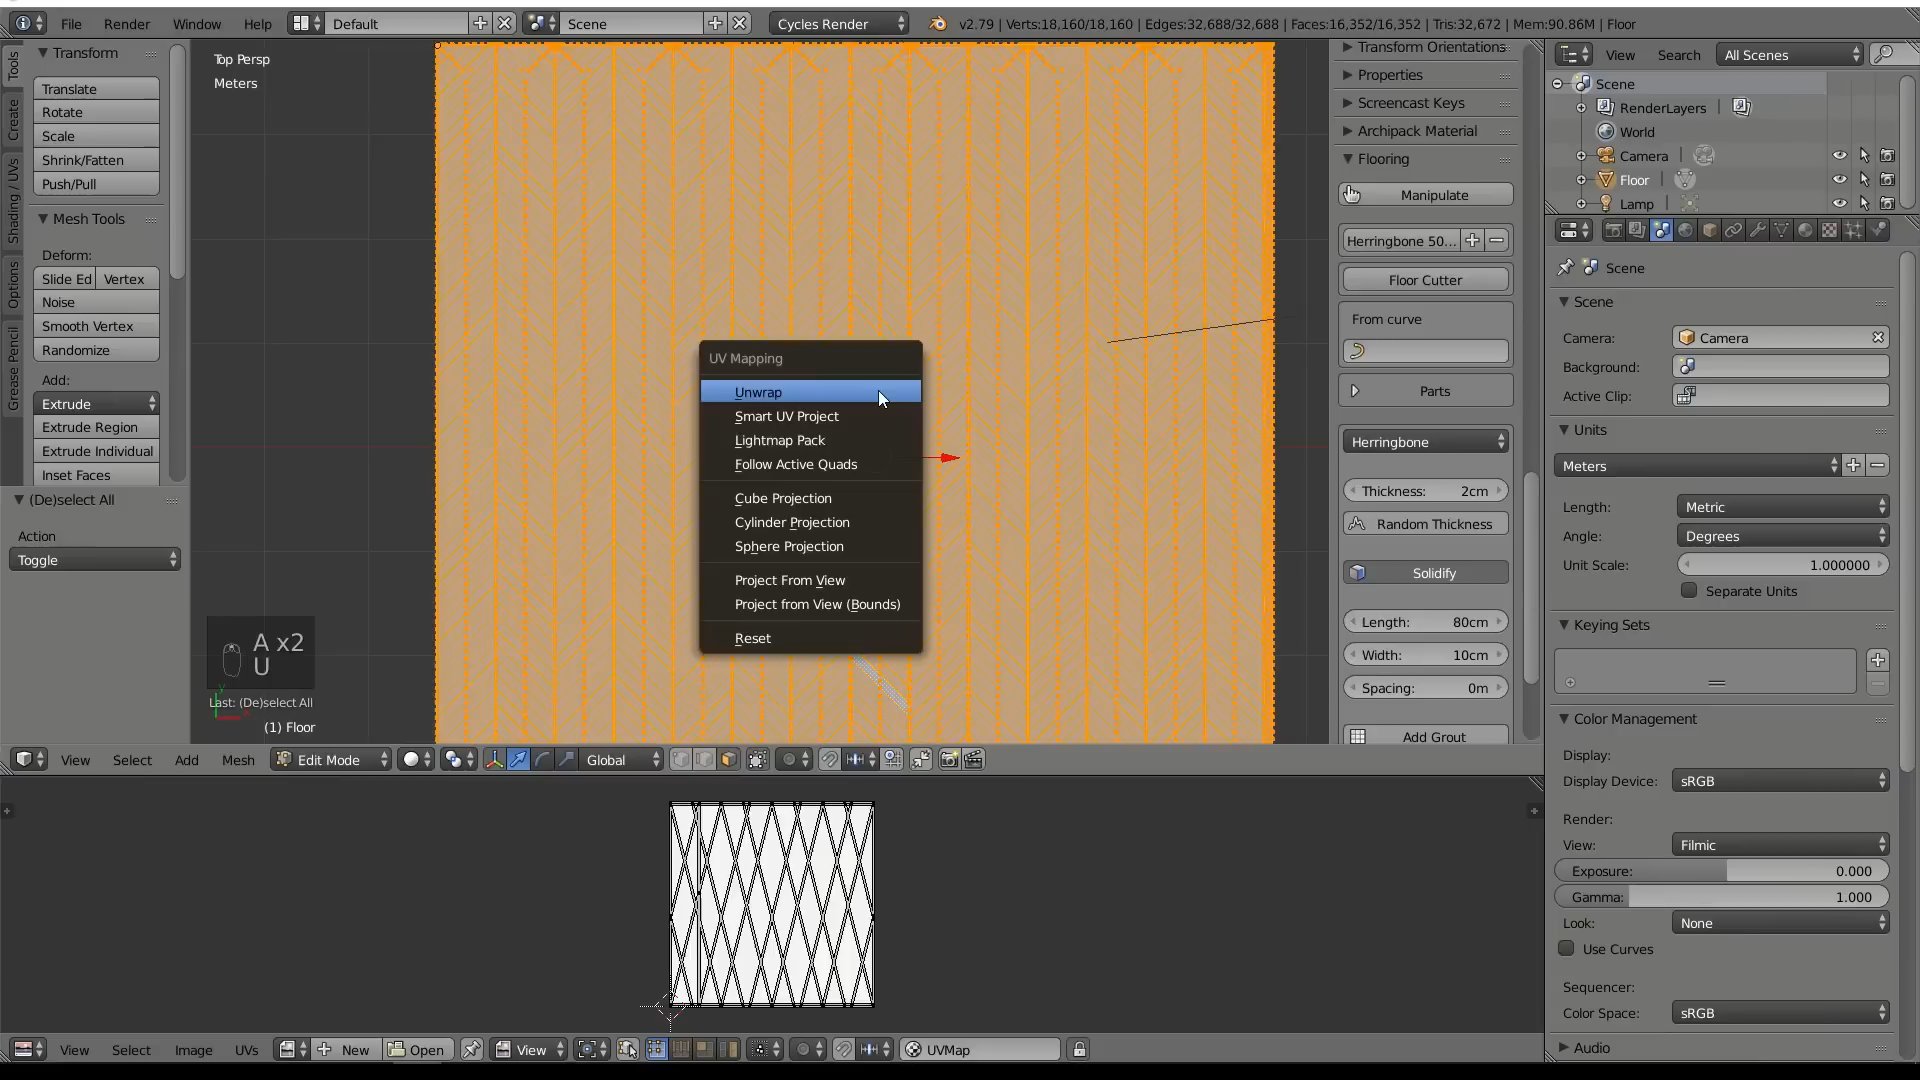 File Render Window Help Default Scene Cycles Render v2.79 | Verts:18,160/18,160 | Edges:32,688/32,688 | Faces:16,352/16,352 | Tris:32,672 | Mem:90.86M | Floor
Tools
Create
Shading / UVs
Options
Grease Pencil
Transform
Translate
Rotate
Scale
Shrink/Fatten
Push/Pull
Mesh Tools
Deform:
Slide Ed Vertex
Noise
Smooth Vertex
Randomize
Add:
Extrude
Extrude Region
Extrude Individual
Inset Faces
(De)select All
Action
Toggle
Top Persp
Meters
UV Mapping
Unwrap
Smart UV Project
Lightmap Pack
Follow Active Quads
Cube Projection
Cylinder Projection
Sphere Projection
Project From View
Project from View (Bounds)
Reset
A x2
U
Last: (De)select All
(1) Floor
View Select Add Mesh Edit Mode Global
Transform Orientations
Properties
Screencast Keys
Archipack Material
Flooring
Manipulate
Herringbone 50...
Floor Cutter
From curve
Parts
Herringbone
Thickness: 2cm
Random Thickness
Solidify
Length: 80cm
Width: 10cm
Spacing: 0m
Add Grout
View Search All Scenes
Scene
RenderLayers
World
Camera
Floor
Lamp
Scene
Scene
Camera: Camera
Background:
Active Clip:
Units
Meters
Length: Metric
Angle: Degrees
Unit Scale: 1.000000
Separate Units
Keying Sets
Color Management
Display:
Display Device: sRGB
Render:
View: Filmic
Exposure: 0.000
Gamma: 1.000
Look: None
Use Curves
Sequencer:
Color Space: sRGB
Audio
View Select Image UVs New Open View UVMap